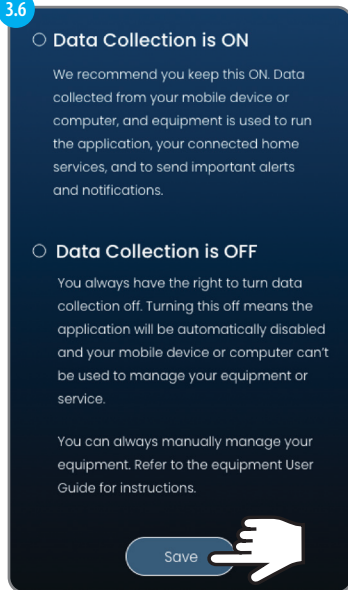 3.6
Data Collection is ON
We recommend you keep this ON. Data
collected from your mobile device or
computer, and equipment is used to run
the application, your connected home
services, and to send important alerts
and notifications.
Data Collection is OFF
You always have the right to turn data
collection off. Turning this off means the
application will be automatically disabled
and your mobile device or computer can't
be used to manage your equipment or
service.
You can always manually manage your
equipment. Refer to the equipment User
Guide for instructions.
Save